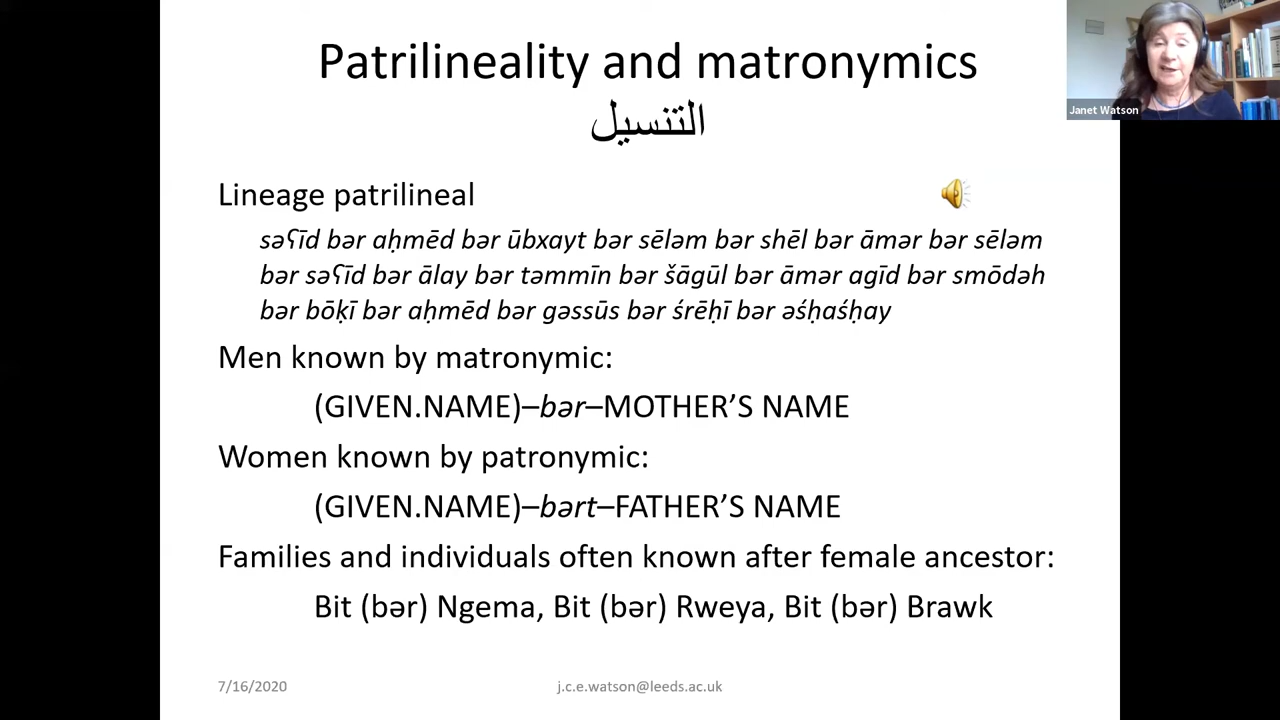 Patrilineality and matronymics
التنسيل
Janet Watson
Lineage patrilineal
səʕīd bər aḥmēd bər ūbxayt bər sēləm bər shēl bər āmər bər sēləm
bər səʕīd bər ālay bər təmmīn bər šāgūl bər āmər agīd bər smōdəh
bər bōḳī bər aḥmēd bər gəssūs bər śrēḥī bər əśḥaśḥay
Men known by matronymic:
(GIVEN.NAME)–bər–MOTHER’S NAME
Women known by patronymic:
(GIVEN.NAME)–bərt–FATHER’S NAME
Families and individuals often known after female ancestor:
Bit (bər) Ngema, Bit (bər) Rweya, Bit (bər) Brawk
7/16/2020
j.c.e.watson@leeds.ac.uk